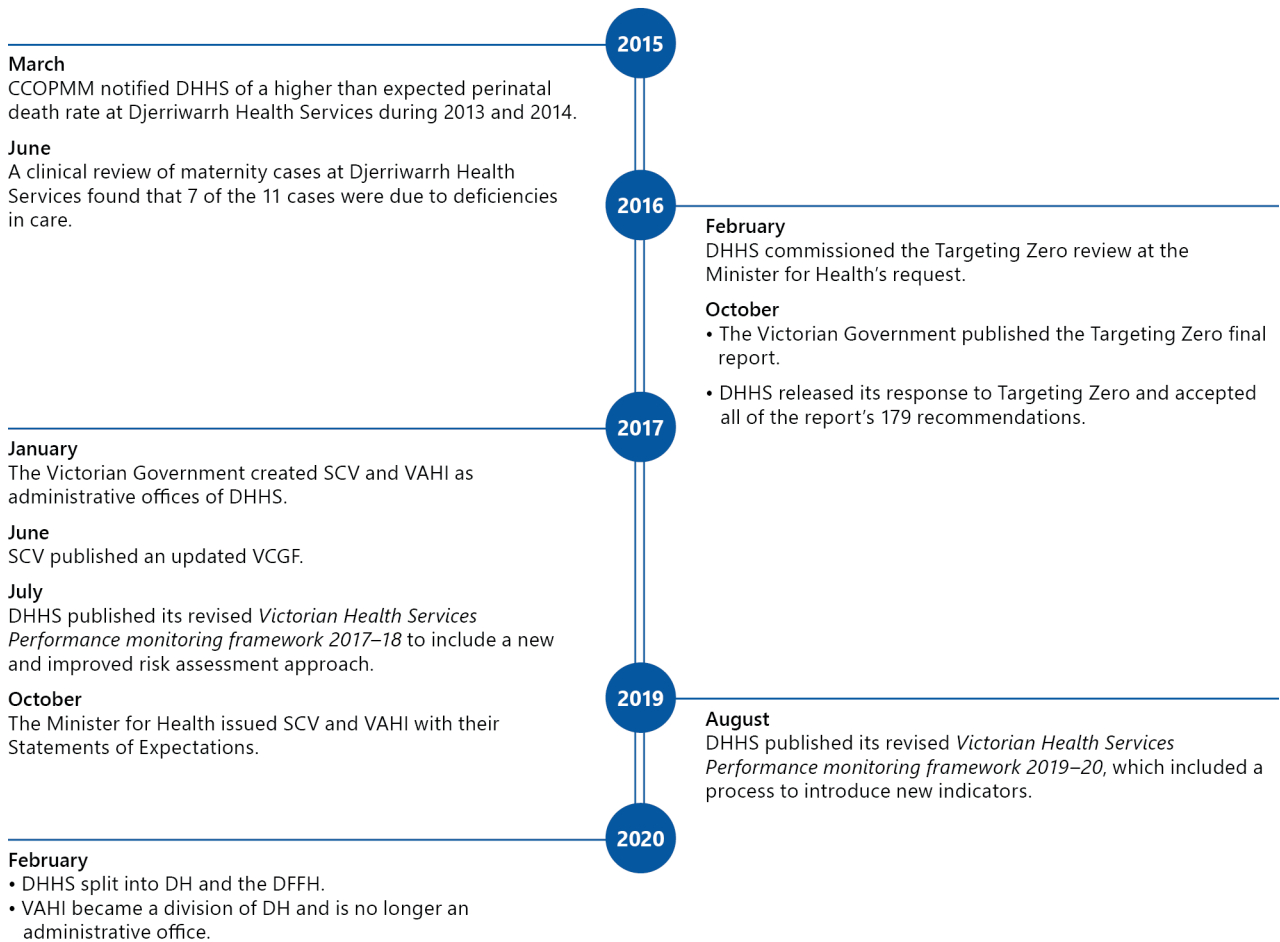 2015
March
CCOPMM notified DHHS of a higher than expected perinatal
death rate at Djerriwarrh Health Services during 2013 and 2014.
June
A clinical review of maternity cases at Djerriwarrh Health
Services found that 7 of the 11 cases were due to deficiencies
in care.
2016
February
DHHS commissioned the Targeting Zero review at the
Minister for Health’s request.
October
• The Victorian Government published the Targeting Zero final
report.
• DHHS released its response to Targeting Zero and accepted
all of the report’s 179 recommendations.
2017
January
The Victorian Government created SCV and VAHI as
administrative offices of DHHS.
June
SCV published an updated VCGF.
July
DHHS published its revised Victorian Health Services
Performance monitoring framework 2017–18 to include a new
and improved risk assessment approach.
October
The Minister for Health issued SCV and VAHI with their
Statements of Expectations.
2019
August
DHHS published its revised Victorian Health Services
Performance monitoring framework 2019–20, which included a
process to introduce new indicators.
2020
February
• DHHS split into DH and the DFFH.
• VAHI became a division of DH and is no longer an
administrative office.